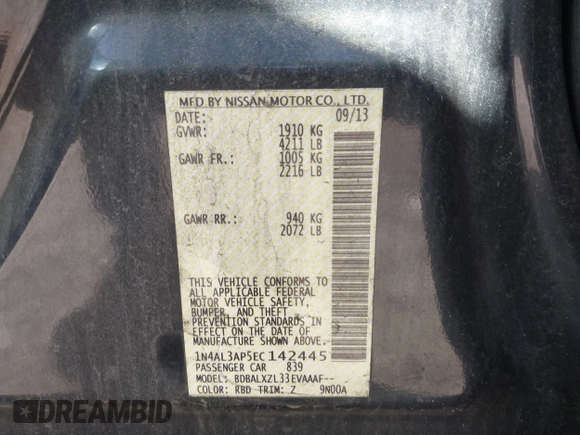 MFD BY NISSAN MOTOR CO., LTD.
DATE: 09/13
GVWR: 1910 KG
4211 LB
GAWR FR.: 1005 KG
2216 LB
GAWR RR.: 940 KG
2072 LB
THIS VEHICLE CONFORMS TO
ALL APPLICABLE FEDERAL
MOTOR VEHICLE SAFETY,
BUMPER, AND THEFT
PREVENTION STANDARDS IN
EFFECT ON THE DATE OF
MANUFACTURE SHOWN ABOVE.
1N4AL3AP5EC142445
PASSENGER CAR 839
MODEL: BDBALXZL33EVAAAF--
COLOR: RBD TRIM: Z 9N00A
DREAMBID